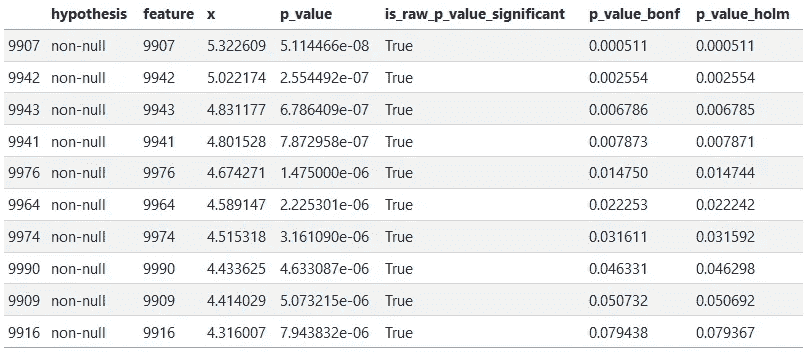 hypothesis feature x p_value is_raw_p_value_significant p_value_bonf p_value_holm
9907 non-null 9907 5.322609 5.114466e-08 True 0.000511 0.000511
9942 non-null 9942 5.022174 2.554492e-07 True 0.002554 0.002554
9943 non-null 9943 4.831177 6.786409e-07 True 0.006786 0.006785
9941 non-null 9941 4.801528 7.872958e-07 True 0.007873 0.007871
9976 non-null 9976 4.674271 1.475000e-06 True 0.014750 0.014744
9964 non-null 9964 4.589147 2.225301e-06 True 0.022253 0.022242
9974 non-null 9974 4.515318 3.161090e-06 True 0.031611 0.031592
9990 non-null 9990 4.433625 4.633087e-06 True 0.046331 0.046298
9909 non-null 9909 4.414029 5.073215e-06 True 0.050732 0.050692
9916 non-null 9916 4.316007 7.943832e-06 True 0.079438 0.079367